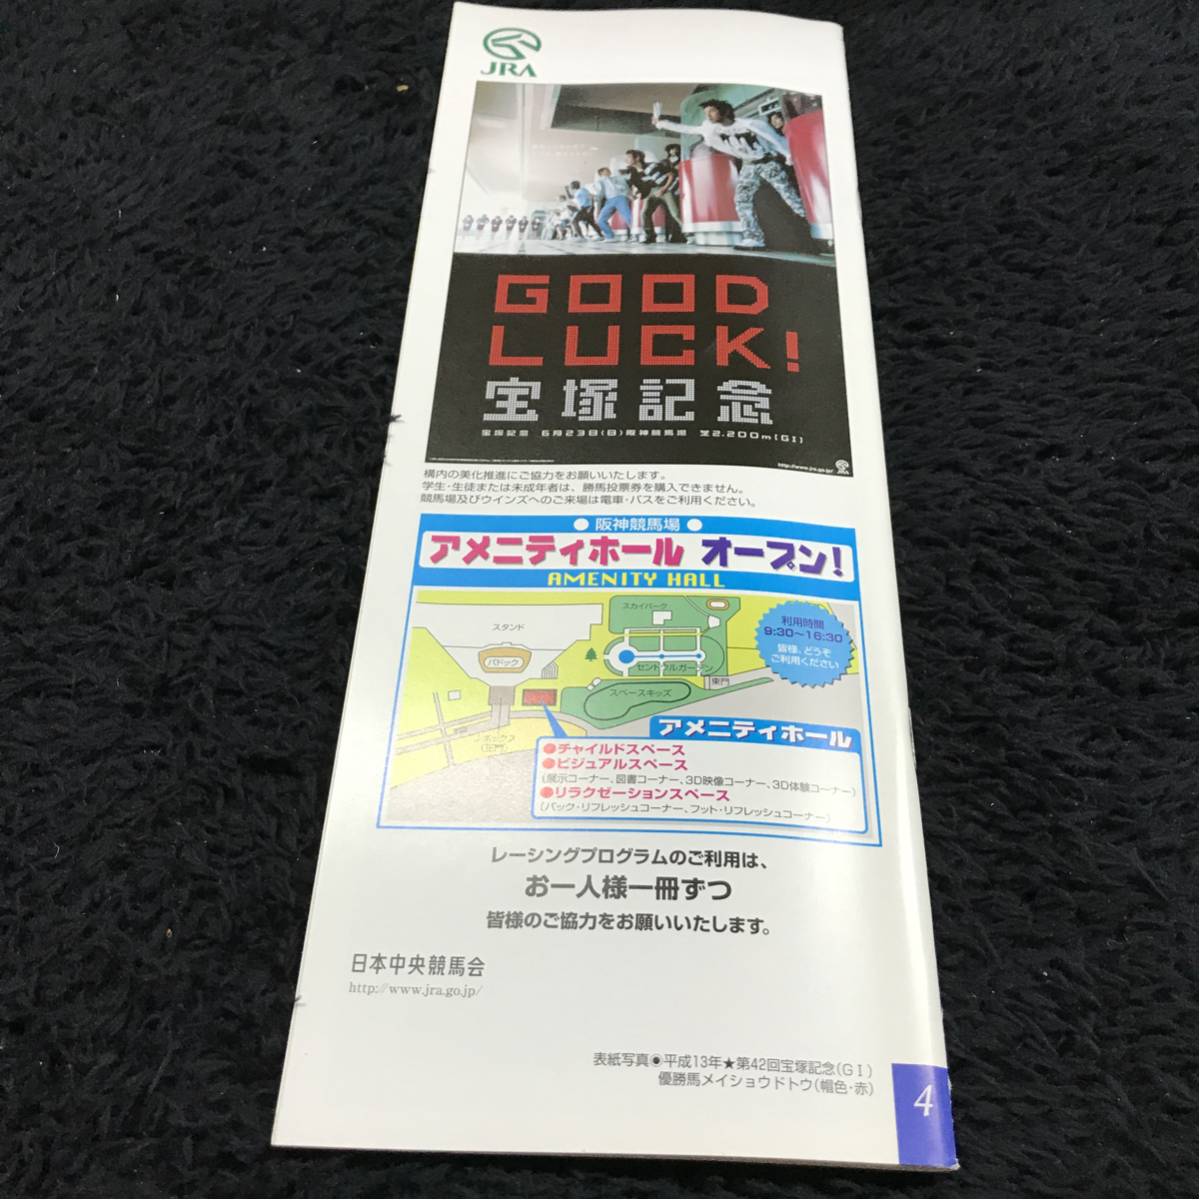 JRA
GOOD
LUCK!
宝塚記念
宝塚記念 6月23日(日)阪神競馬場 芝2,200m[GI]
http://www.jra.go.jp/
構内の美化推進にご協力をお願いいたします。
学生・生徒または未成年者は、勝馬投票券を購入できません。
競馬場及びウインズへのご来場は電車・バスをご利用ください。
● 阪神競馬場 ●
アメニティホール オープン!
AMENITY HALL
スカイパーク
スタンド
利用時間
9:30〜16:30
皆様、どうぞ
ご利用ください
パドック
セントラルガーデン
東門
スペースキッズ
アメニティホール
●チャイルドスペース
●ビジュアルスペース
(展示コーナー、図書コーナー、3D映像コーナー、3D体験コーナー)
●リラクゼーションスペース
(バック・リフレッシュコーナー、フット・リフレッシュコーナー)
レーシングプログラムのご利用は、
お一人様一冊ずつ
皆様のご協力をお願いいたします。
日本中央競馬会
http://www.jra.go.jp/
表紙写真◉平成13年★第42回宝塚記念(GI)
優勝馬メイショウドトウ(帽色・赤)
4